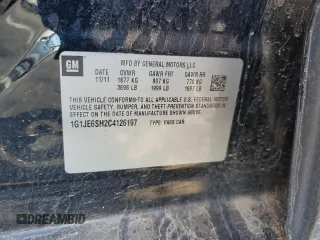 GM
MFD BY GENERAL MOTORS LLC
DATE GVWR GAWR FRT GAWR RR
11/11 1677 KG 907 KG 770 KG
3696 LB 1999 LB 1697 LB
THIS VEHICLE CONFORMS TO ALL APPLICABLE U.S. FEDERAL MOTOR
VEHICLE SAFETY, BUMPER, AND THEFT PREVENTION STANDARDS
IN EFFECT ON THE DATE OF MANUFACTURE SHOWN ABOVE.
1G1JE6SH2C4126197 TYPE: PASS CAR
DREAMBID